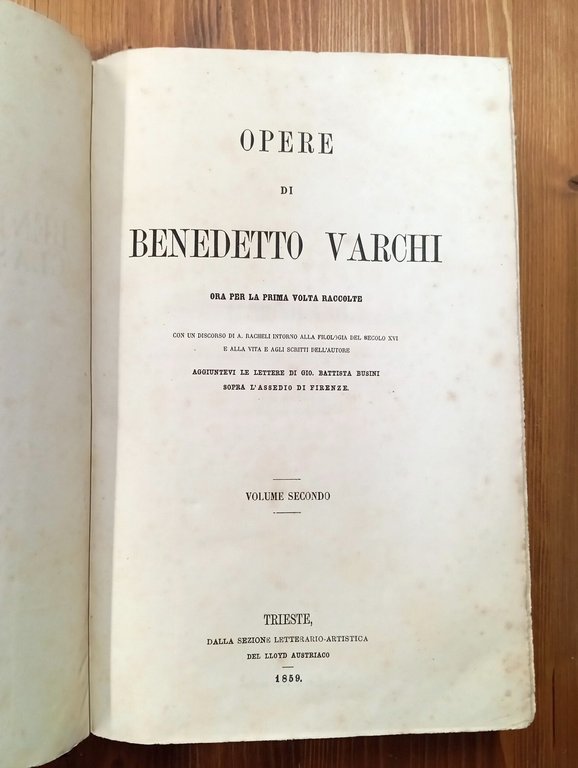 OPERE
DI
BENEDETTO VARCHI
ORA PER LA PRIMA VOLTA RACCOLTE
CON UN DISCORSO DI A. RACHELI INTORNO ALLA FILOLOGIA DEL SECOLO XVI
E ALLA VITA E AGLI SCRITTI DELL'AUTORE
AGGIUNTEVI LE LETTERE DI GIO. BATTISTA BUSINI
SOPRA L'ASSEDIO DI FIRENZE.
VOLUME SECONDO
TRIESTE,
DALLA SEZIONE LETTERARIO-ARTISTICA
DEL LLOYD AUSTRIACO
1859.